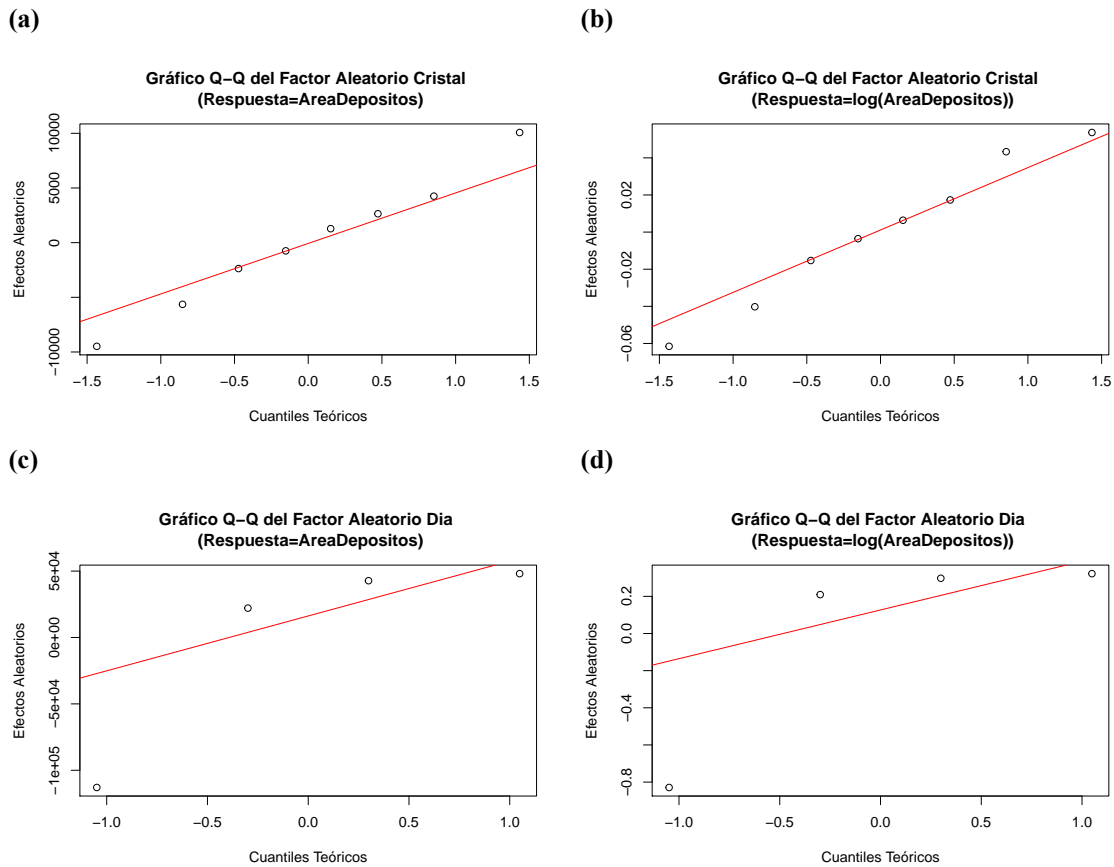 (a)
Gráfico Q−Q del Factor Aleatorio Cristal
(Respuesta=AreaDepositos)
Efectos Aleatorios
10000
5000
0
−10000
−1.5 −1.0 −0.5 0.0 0.5 1.0 1.5
Cuantiles Teóricos
(b)
Gráfico Q−Q del Factor Aleatorio Cristal
(Respuesta=log(AreaDepositos))
Efectos Aleatorios
0.02
−0.02
−0.06
−1.5 −1.0 −0.5 0.0 0.5 1.0 1.5
Cuantiles Teóricos
(c)
Gráfico Q−Q del Factor Aleatorio Dia
(Respuesta=AreaDepositos)
Efectos Aleatorios
5e+04
0e+00
−5e+04
−1e+05
−1.0 −0.5 0.0 0.5 1.0
Cuantiles Teóricos
(d)
Gráfico Q−Q del Factor Aleatorio Dia
(Respuesta=log(AreaDepositos))
Efectos Aleatorios
0.2
0.0
−0.4
−0.8
−1.0 −0.5 0.0 0.5 1.0
Cuantiles Teóricos